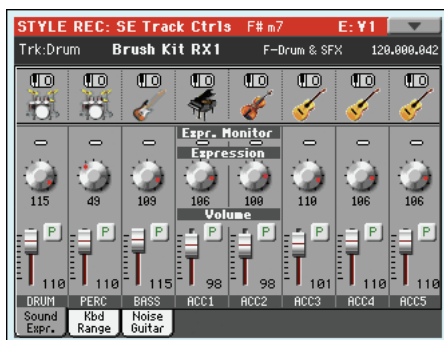 STYLE REC: SE Track Ctrls F#m7 E:V1
Trk:Drum Brush Kit RX1 F-Drum & SFX 120.000.042
Expr. Monitor
Expression
115 49 109 106 100 110 106 106
Volume
P P P P P P P P
110 110 115 98 98 101 110 110
DRUM PERC BASS ACC1 ACC2 ACC3 ACC4 ACC5
Sound Expr. Kbd Range Noise Guitar